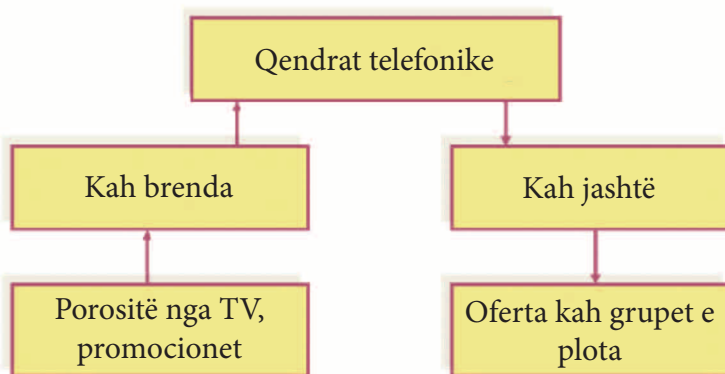 Qendrat telefonike
Kah brenda
Kah jashtë
Porositë nga TV,
promocionet
Oferta kah grupet e
plota